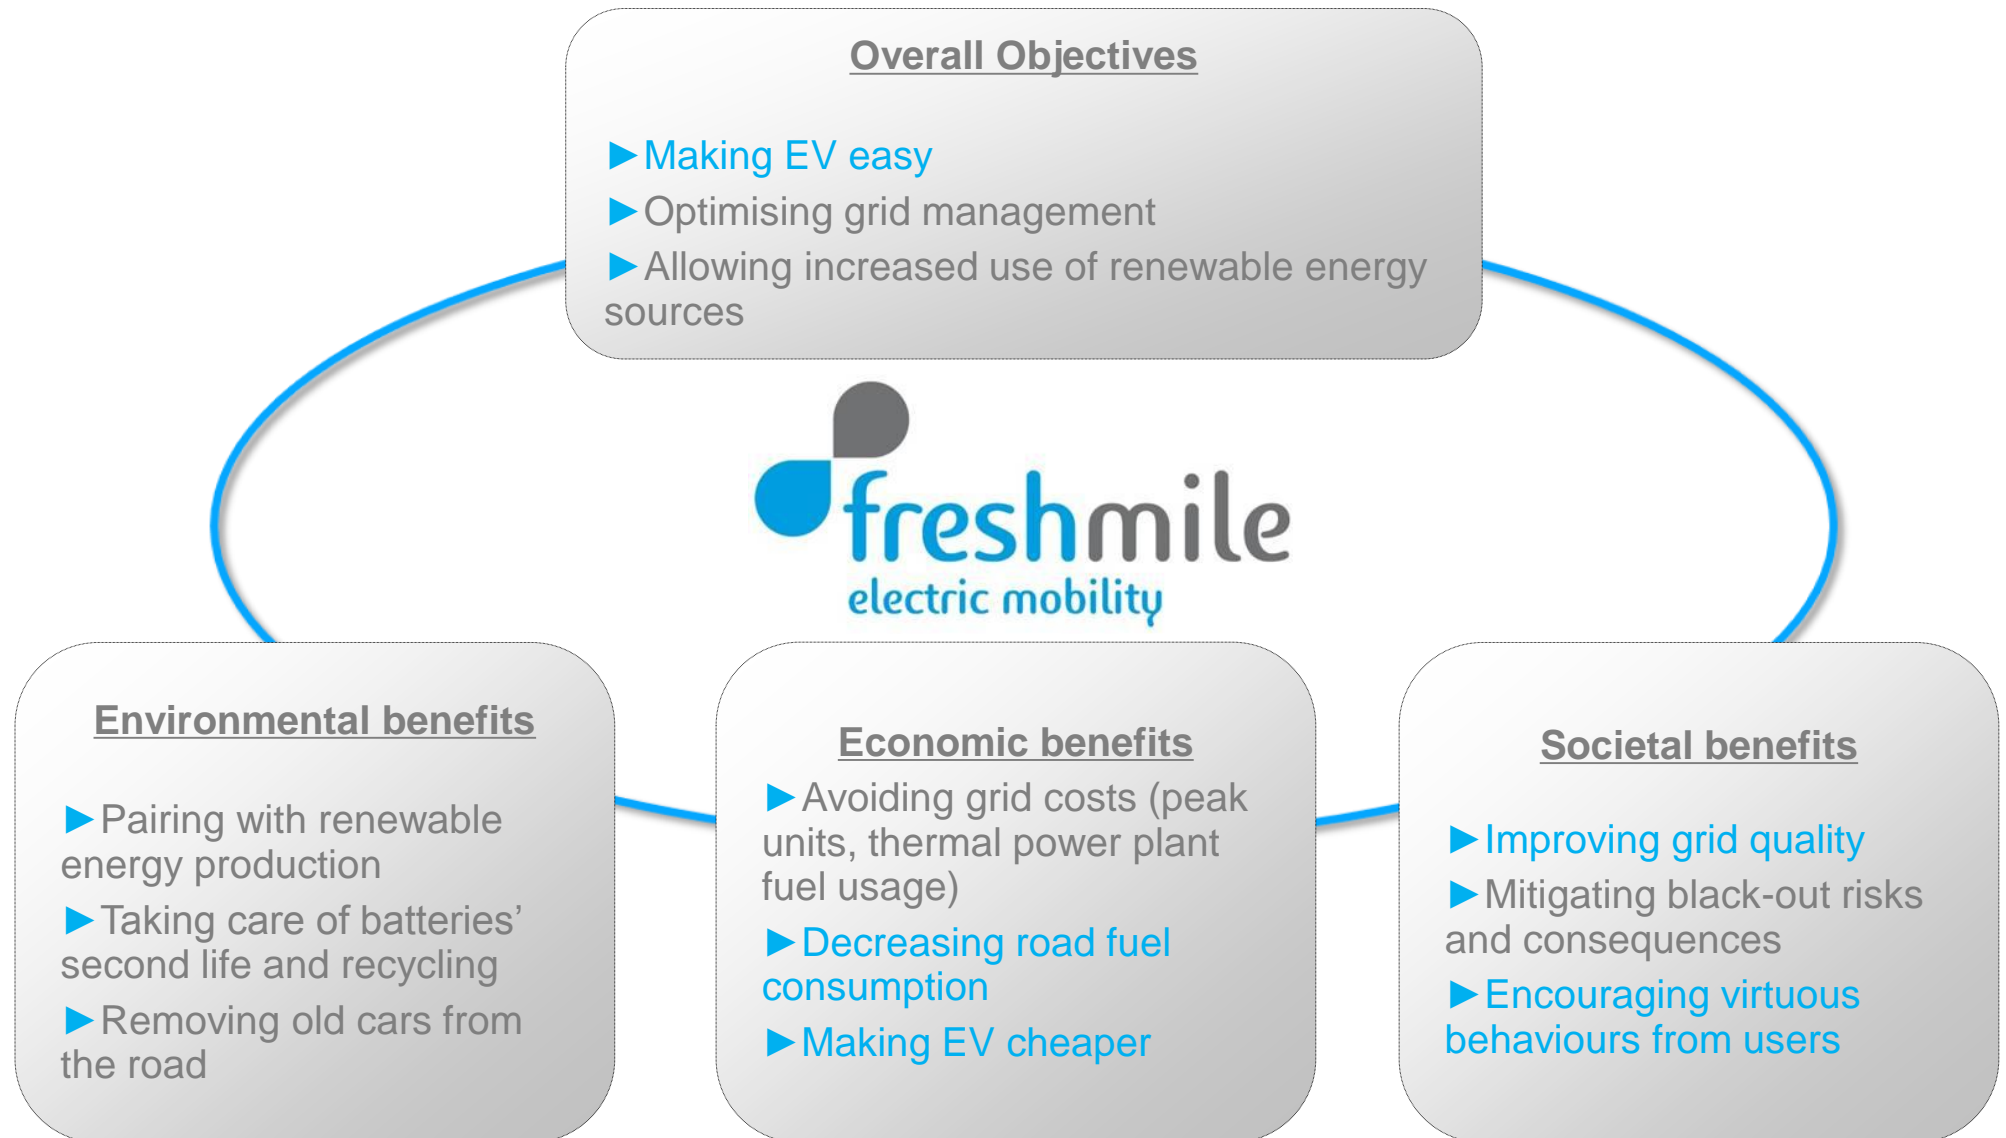 Overall Objectives
►Making EV easy
►Optimising grid management
►Allowing increased use of renewable energy
sources
freshmile
electric mobility
Environmental benefits
►Pairing with renewable
energy production
►Taking care of batteries’
second life and recycling
►Removing old cars from
the road
Economic benefits
►Avoiding grid costs (peak
units, thermal power plant
fuel usage)
►Decreasing road fuel
consumption
►Making EV cheaper
Societal benefits
►Improving grid quality
►Mitigating black-out risks
and consequences
►Encouraging virtuous
behaviours from users